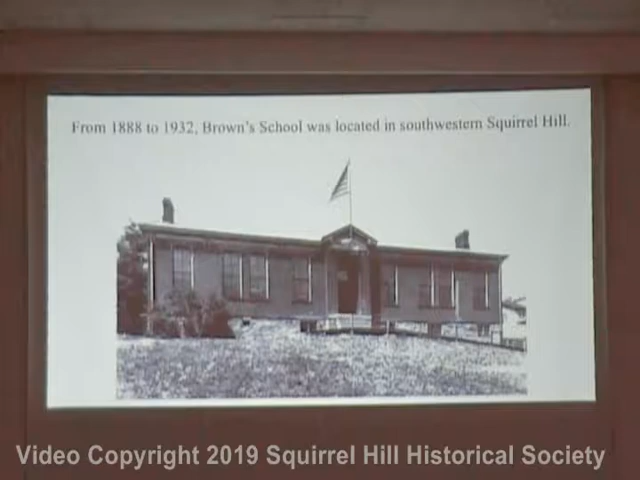 From 1888 to 1932, Brown's School was located in southwestern Squirrel Hill.
Video Copyright 2019 Squirrel Hill Historical Society